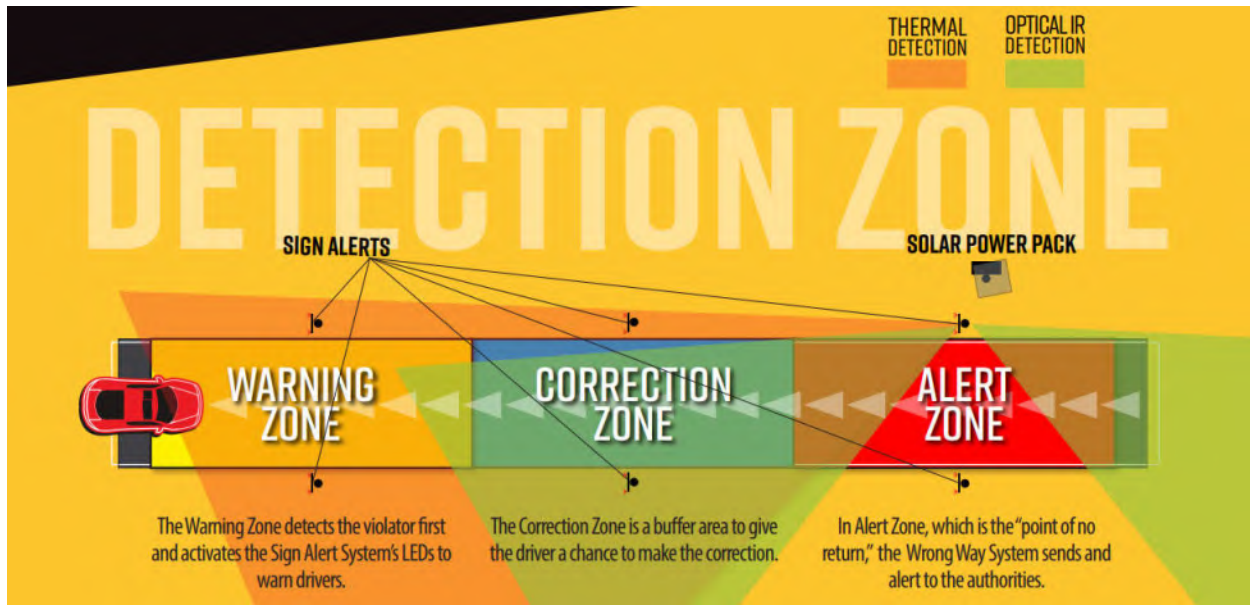 THERMAL
DETECTION
OPTICAL IR
DETECTION
DETECTION ZONE
SIGN ALERTS
SOLAR POWER PACK
WARNING
ZONE
CORRECTION
ZONE
ALERT
ZONE
The Warning Zone detects the violator first
and activates the Sign Alert System's LEDs to
warn drivers.
The Correction Zone is a buffer area to give
the driver a chance to make the correction.
In Alert Zone, which is the “point of no
return,” the Wrong Way System sends and
alert to the authorities.